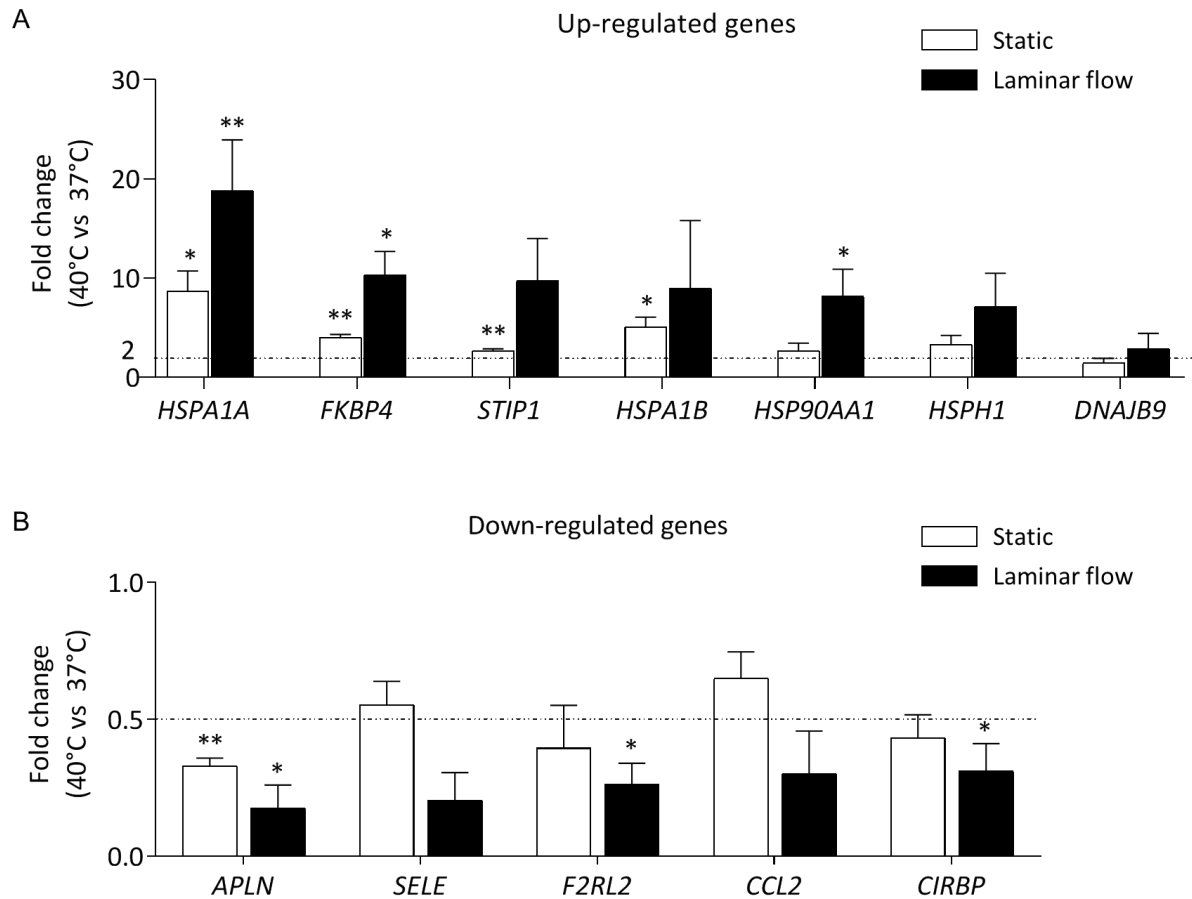 A
Up-regulated genes
Static
Laminar flow
Fold change
(40°C vs 37°C)
30
20
10
2
0
**
*
*
**
**
*
*
HSPA1A
FKBP4
STIP1
HSPA1B
HSP90AA1
HSPH1
DNAJB9
B
Down-regulated genes
Static
Laminar flow
Fold change
(40°C vs 37°C)
1.0
0.5
0.0
**
*
*
*
APLN
SELE
F2RL2
CCL2
CIRBP